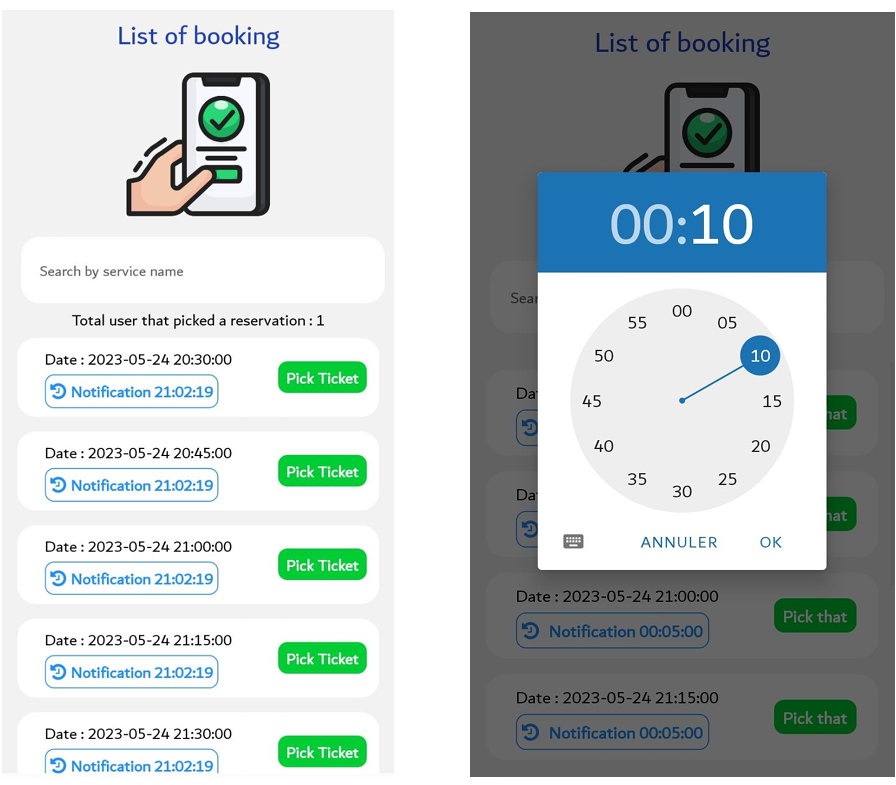 List of booking
Search by service name
Total user that picked a reservation : 1
Date : 2023-05-24 20:30:00
Notification 21:02:19
Pick Ticket
Date : 2023-05-24 20:45:00
Notification 21:02:19
Pick Ticket
Date : 2023-05-24 21:00:00
Notification 21:02:19
Pick Ticket
Date : 2023-05-24 21:15:00
Notification 21:02:19
Pick Ticket
Date : 2023-05-24 21:30:00
Notification 21:02:19
Pick Ticket
List of booking
Sear
00:10
00
05
10
15
20
25
30
35
40
45
50
55
ANNULER
OK
Dat
hat
Dat
hat
Date : 2023-05-24 21:00:00
Notification 00:05:00
Pick that
Date : 2023-05-24 21:15:00
Notification 00:05:00
Pick that